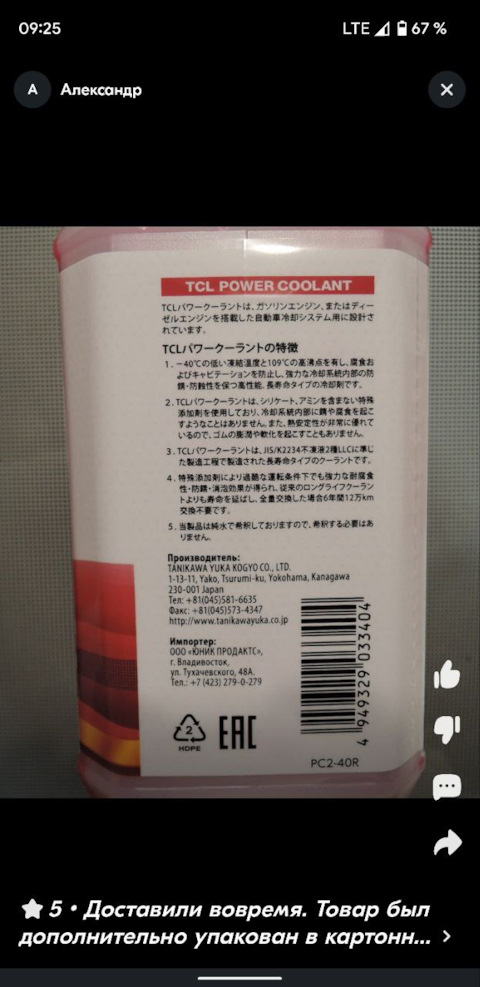 09:25
LTE 67 %
А Александр
TCL POWER COOLANT
TCLパワークーラントは、ガソリンエンジン、またはディー
ゼルエンジンを搭載した自動車冷却システム用に設計さ
れています。
TCLパワークーラントの特徴
1. －40℃の低い凍結温度と109℃の高沸点を有し、腐食お
よびキャビテーションを防止し、強力な冷却系統内部の防
錆・防蝕性を保つ高性能、長寿命タイプの冷却剤です。
2. TCLパワークーラントは、シリケート、アミンを含まない特殊
添加剤を使用しており、冷却系統内部に錆や腐食を起こ
すようなことはありません。また、熱安定性が非常に優れて
いるので、ゴムの膨潤や軟化を起こすこともありません。
3. TCLパワークーラントは、JIS/K2234不凍液2種LLCに準じ
た製造工程で製造された長寿命タイプのクーラントです。
4. 特殊添加剤により過酷な運転条件下でも強力な耐腐食
性・防錆・消泡効果が得られ、従来のロングライフクーラン
トよりも寿命を延ばし、全量交換した場合6年間12万km
交換不要です。
5. 当製品は純水で希釈しておりますので、希釈する必要はあ
りません。
Производитель:
TANIKAWA YUKA KOGYO CO., LTD.
1-13-11, Yako, Tsurumi-ku, Yokohama, Kanagawa
230-001 Japan
Тел: +81(045)581-6635
Факс: +81(045)573-4347
http://www.tanikawayuka.co.jp
Импортер:
ООО «ЮНИК ПРОДАКТС»,
г. Владивосток,
ул. Тухачевского, 48А.
Тел.: +7 (423) 279-0-279
2
HDPE
EAC
4 949329 033404
PC2-40R
5 • Доставили вовремя. Товар был
дополнительно упакован в картонн...